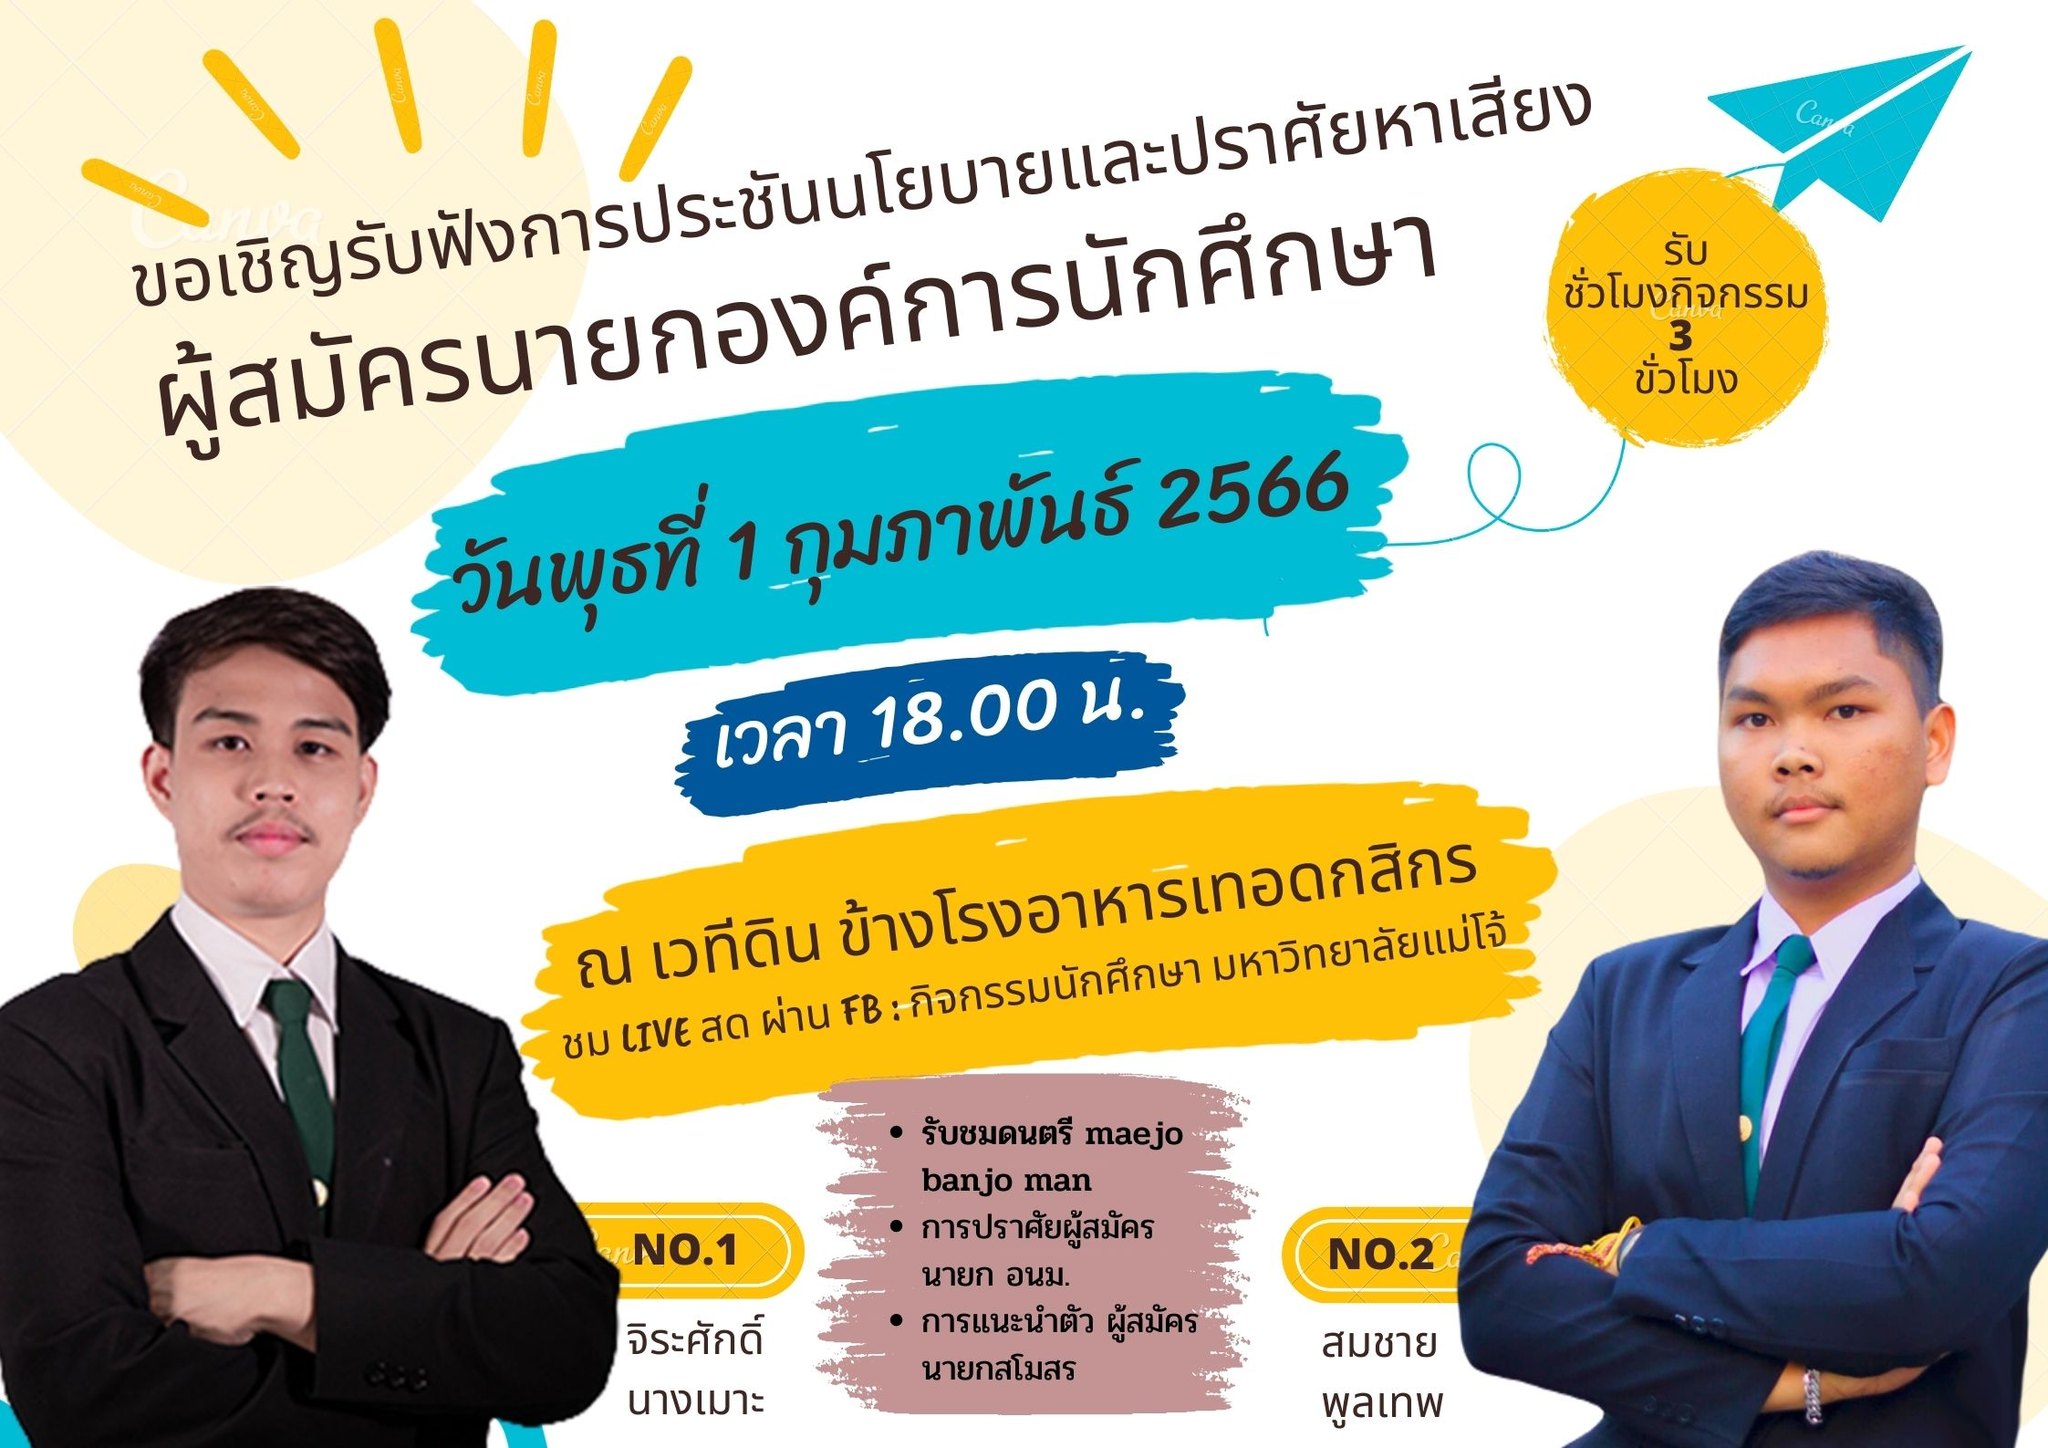 ขอเชิญรับฟังการประชันนโยบายและปราศัยหาเสียง
ผู้สมัครนายกองค์การนักศึกษา
รับ
ชั่วโมงกิจกรรม
3
ขั่วโมง
วันพุธที่ 1 กุมภาพันธ์ 2566
เวลา 18.00 น.
ณ เวทีดิน ข้างโรงอาหารเทอดกสิกร
ชม LIVE สด ผ่าน FB : กิจกรรมนักศึกษา มหาวิทยาลัยแม่โจ้
• รับชมดนตรี maejo
banjo man
• การปราศัยผู้สมัคร
นายก อนม.
• การแนะนำตัว ผู้สมัคร
นายกสโมสร
NO.1
จิระศักดิ์
นางเมาะ
NO.2
สมชาย
พูลเทพ
Canva
Canva
Canva
Canva
Canva
Canva
Canva